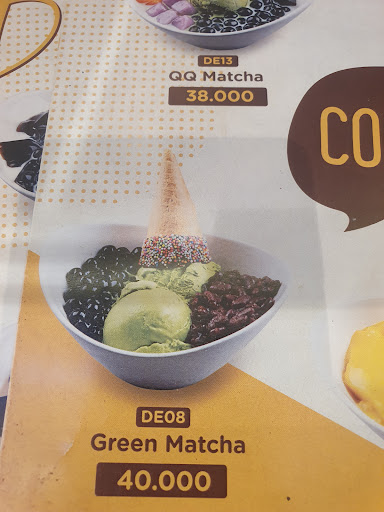 DE13
QQ Matcha
38.000
CO
DE08
Green Matcha
40.000